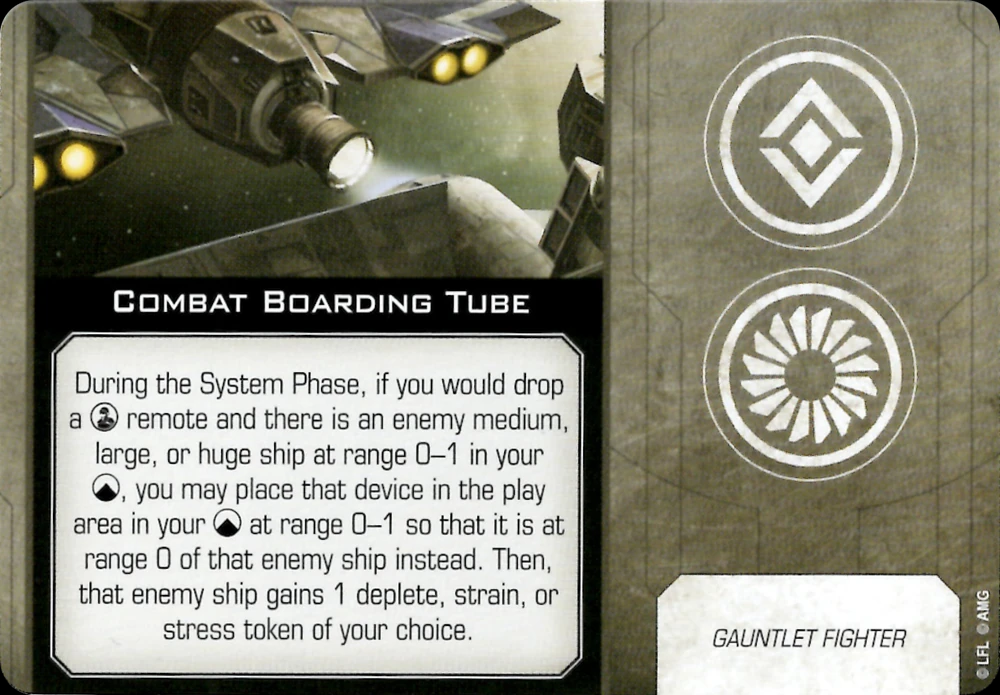 COMBAT BOARDING TUBE
During the System Phase, if you would drop
a remote and there is an enemy medium,
large, or huge ship at range 0–1 in your
, you may place that device in the play
area in your at range 0–1 so that it is at
range 0 of that enemy ship instead. Then,
that enemy ship gains 1 deplete, strain, or
stress token of your choice.
GAUNTLET FIGHTER
©LFL ©AMG